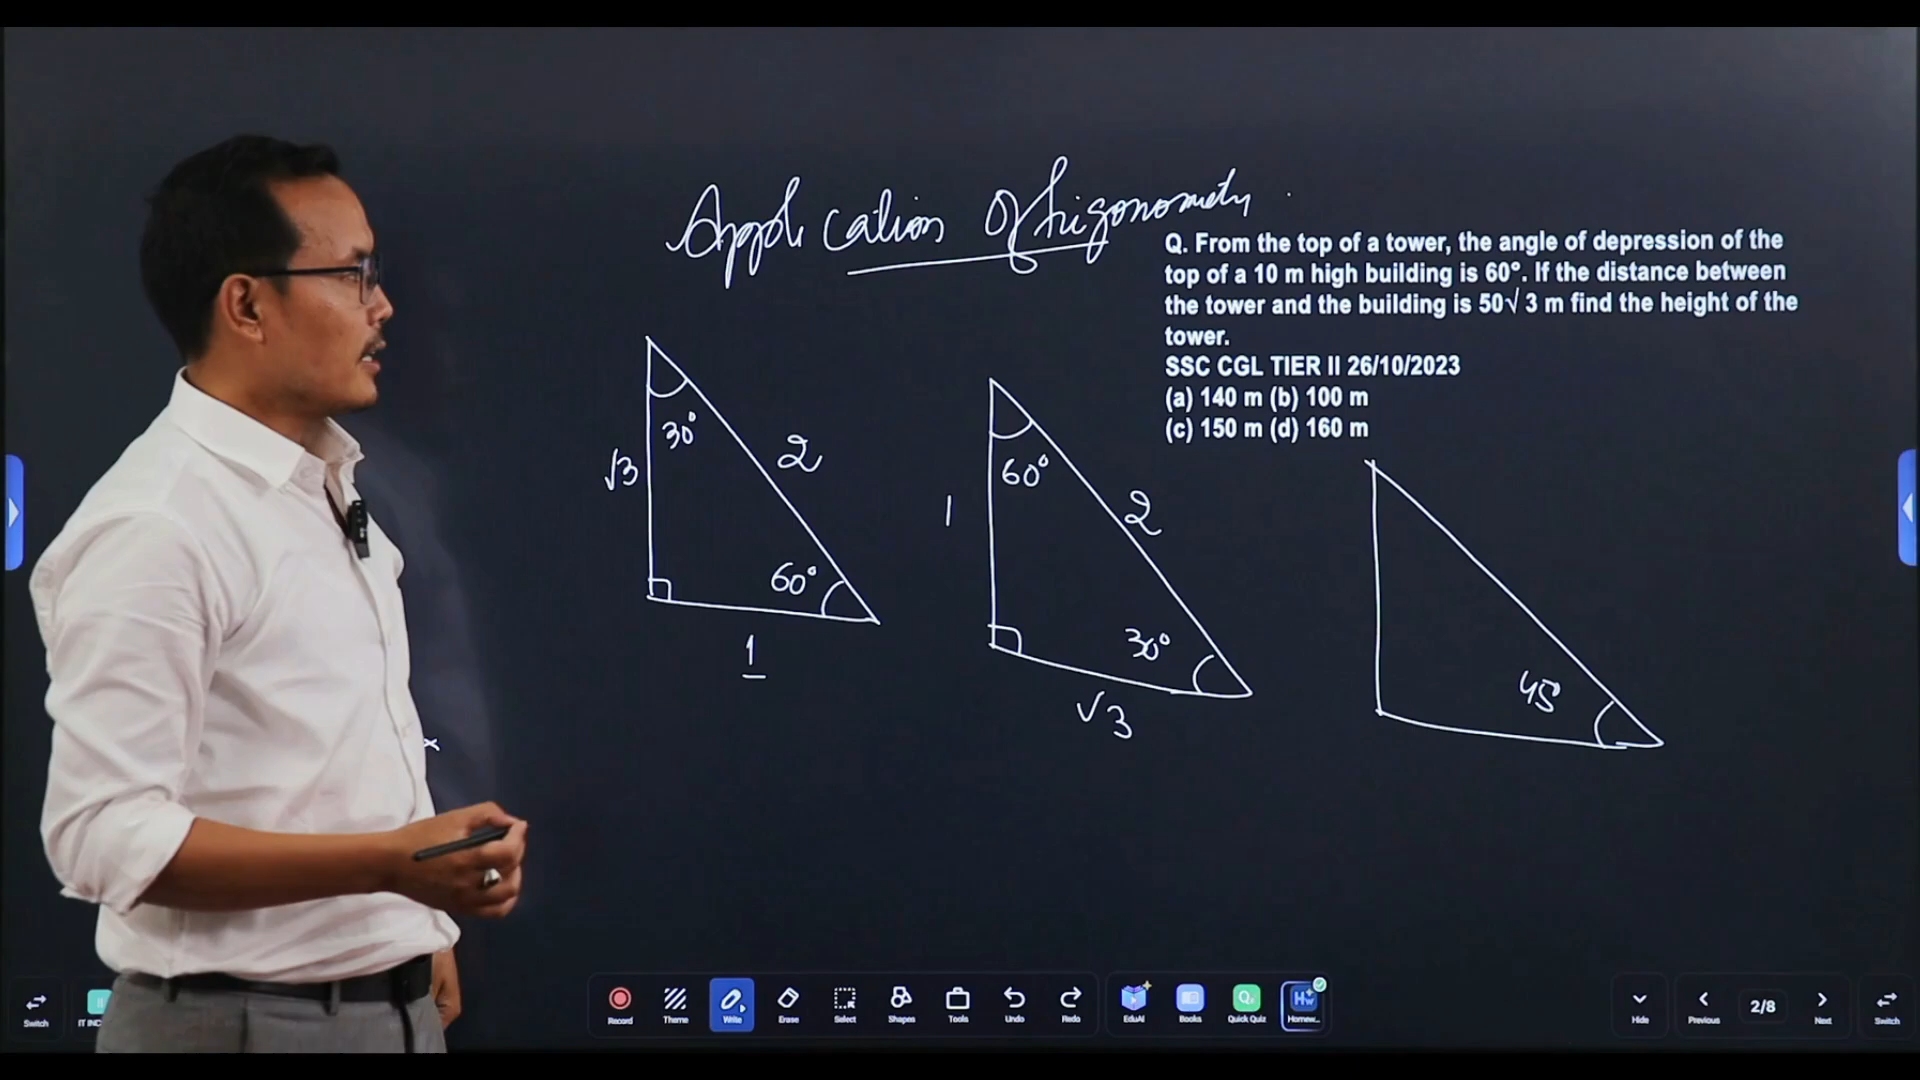 Application Of trigonometry
Q. From the top of a tower, the angle of depression of the
top of a 10 m high building is 60°. If the distance between
the tower and the building is 50√ 3 m find the height of the
tower.
SSC CGL TIER II 26/10/2023
(a) 140 m (b) 100 m
(c) 150 m (d) 160 m
30°
√3
2
60°
1
60°
1
2
30°
√3
45°
x
Switch
IT INC
Record
Theme
Write
Erase
Select
Shapes
Tools
Undo
Redo
EduAI
Books
Quick Quiz
Homew...
Hide
Previous
2/8
Next
Switch